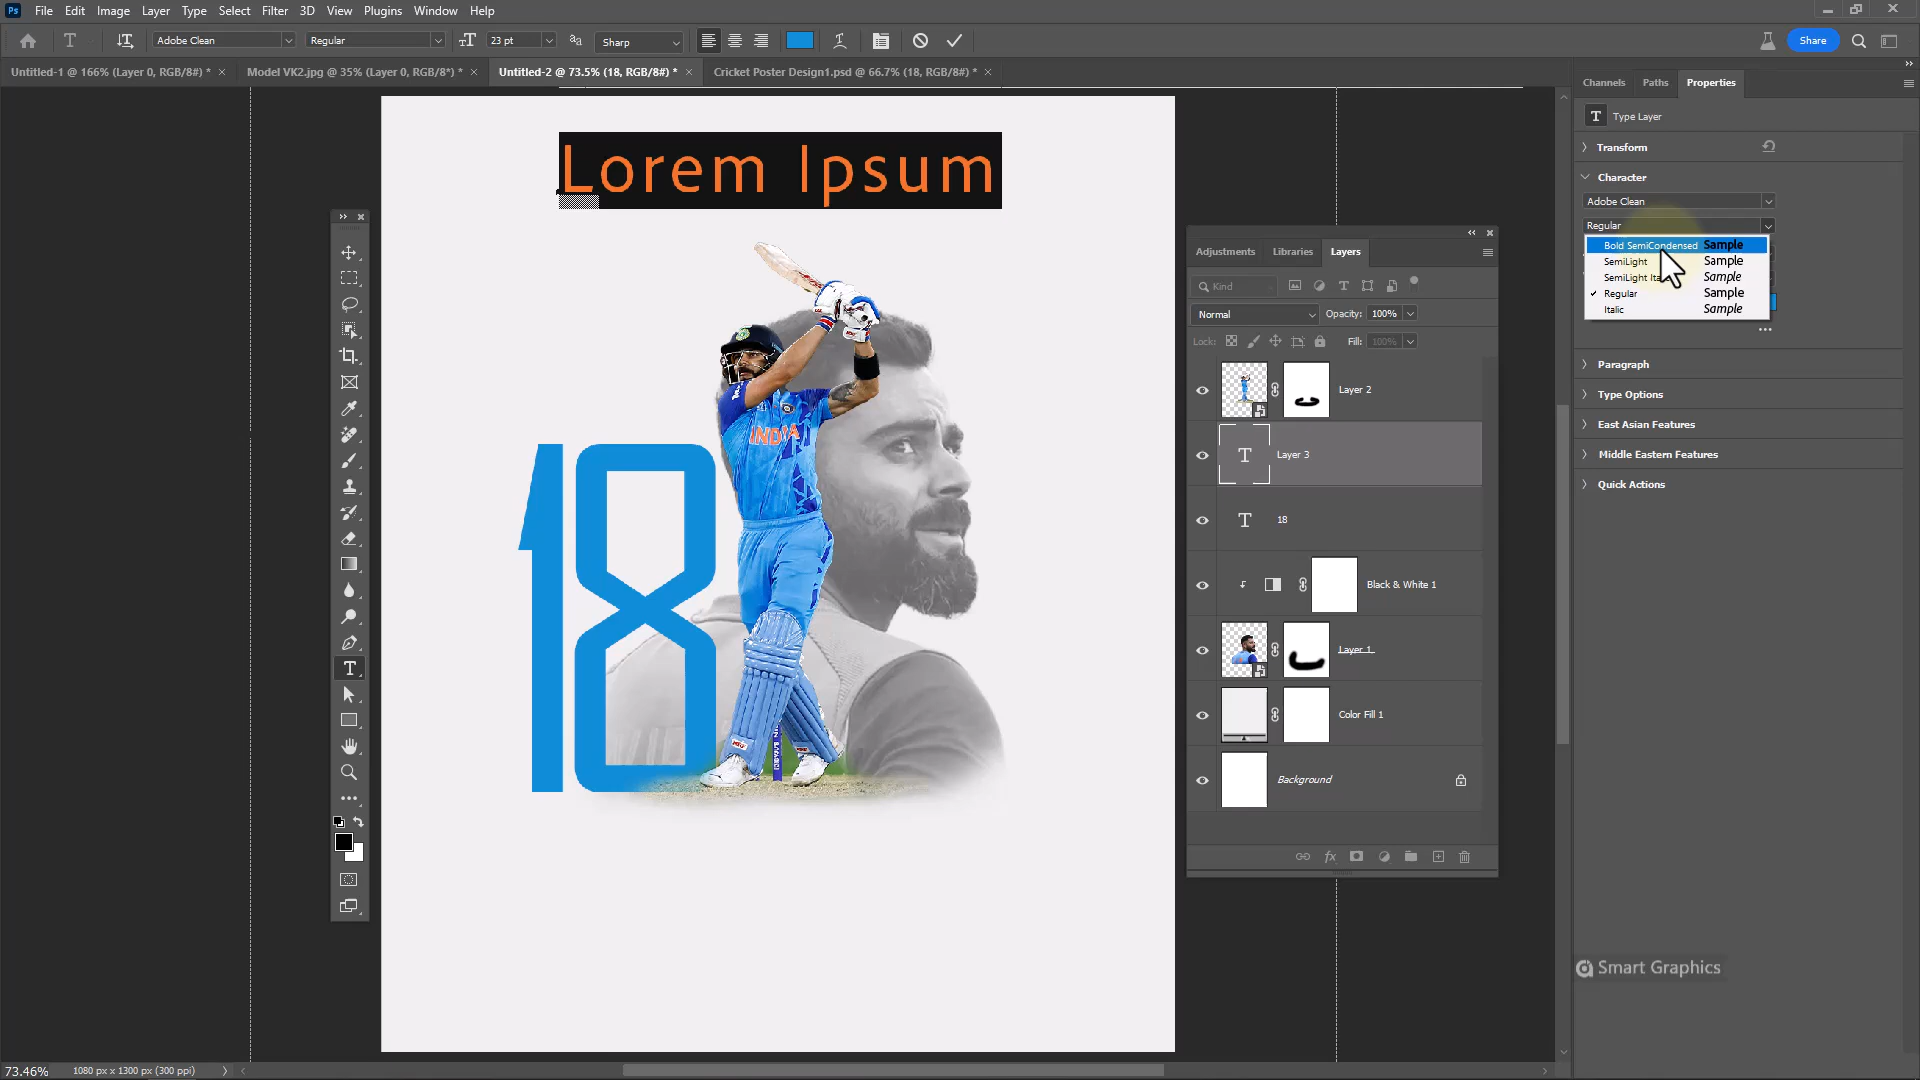 Ps File Edit Image Layer Type Select Filter 3D View Plugins Window Help
Adobe Clean Regular 23 pt Sharp Share
Untitled-1 @ 166% (Layer 0, RGB/8#) * Model VK2.jpg @ 35% (Layer 0, RGB/8*) * Untitled-2 @ 73.5% (18, RGB/8#) * Cricket Poster Design1.psd @ 66.7% (18, RGB/8#) *
Channels Paths Properties
Type Layer
Transform
Character
Adobe Clean
Regular
Bold SemiCondensed Sample
SemiLight Sample
SemiLight Ita Sample
Regular Sample
Italic Sample
Paragraph
Type Options
East Asian Features
Middle Eastern Features
Quick Actions
Lorem Ipsum
18
INDIA
Adjustments Libraries Layers
Kind
Normal Opacity: 100%
Lock: Fill: 100%
Layer 2
Layer 3
18
Black & White 1
Layer 1
Color Fill 1
Background
Smart Graphics
73.46% 1080 px x 1300 px (300 ppi)